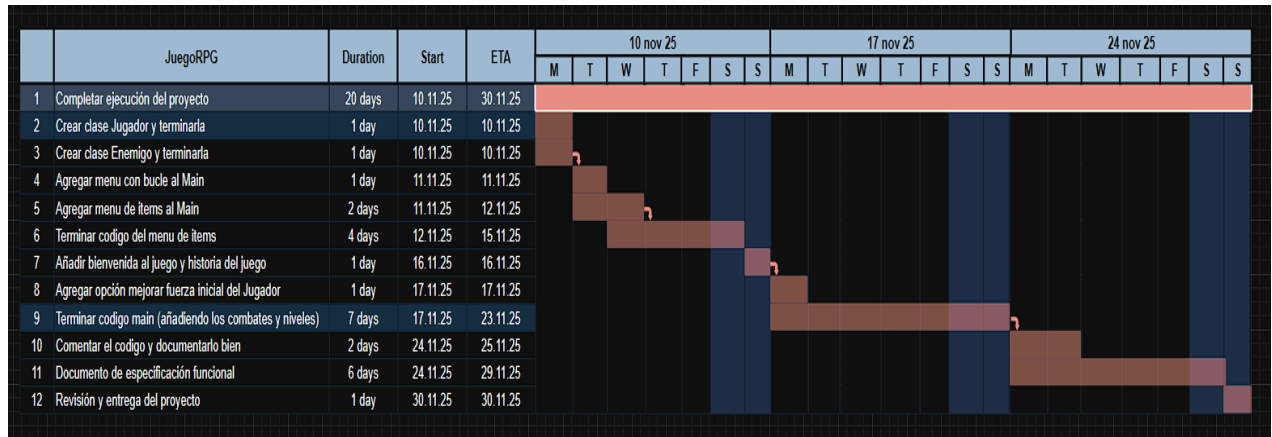 JuegoRPG Duration Start ETA 10 nov 25 17 nov 25 24 nov 25
M T W T F S S M T W T F S S M T W T F S S
1 Completar ejecución del proyecto 20 days 10.11.25 30.11.25
2 Crear clase Jugador y terminarla 1 day 10.11.25 10.11.25
3 Crear clase Enemigo y terminarla 1 day 10.11.25 10.11.25
4 Agregar menu con bucle al Main 1 day 11.11.25 11.11.25
5 Agregar menu de items al Main 2 days 11.11.25 12.11.25
6 Terminar codigo del menu de items 4 days 12.11.25 15.11.25
7 Añadir bienvenida al juego y historia del juego 1 day 16.11.25 16.11.25
8 Agregar opción mejorar fuerza inicial del Jugador 1 day 17.11.25 17.11.25
9 Terminar codigo main (añadiendo los combates y niveles) 7 days 17.11.25 23.11.25
10 Comentar el codigo y documentarlo bien 2 days 24.11.25 25.11.25
11 Documento de especificación funcional 6 days 24.11.25 29.11.25
12 Revisión y entrega del proyecto 1 day 30.11.25 30.11.25